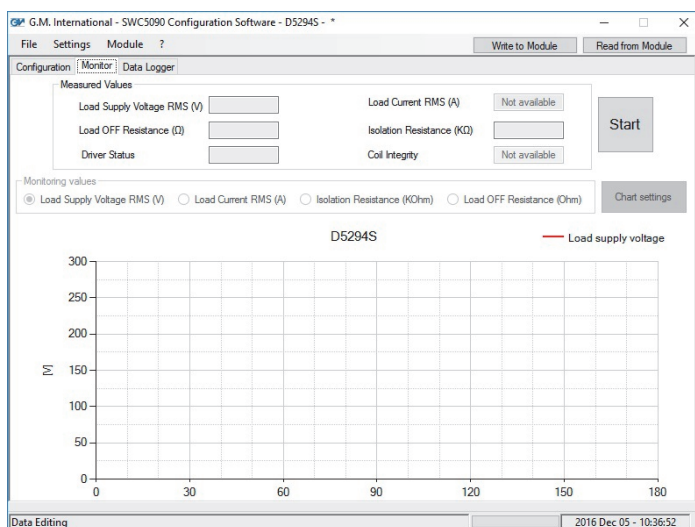 GM G.M. International - SWC5090 Configuration Software - D5294S - *
File Settings Module ? Write to Module Read from Module
Configuration Monitor Data Logger
Measured Values
Load Supply Voltage RMS (V) Load Current RMS (A) Not available
Load OFF Resistance (Ω) Isolation Resistance (KΩ)
Driver Status Coil Integrity Not available
Start
Monitoring values
Load Supply Voltage RMS (V) Load Current RMS (A) Isolation Resistance (KOhm) Load OFF Resistance (Ohm) Chart settings
D5294S
Load supply voltage
300
250
200
[V] 150
100
50
0
0 30 60 90 120 150 180
Data Editing 2016 Dec 05 - 10:36:52